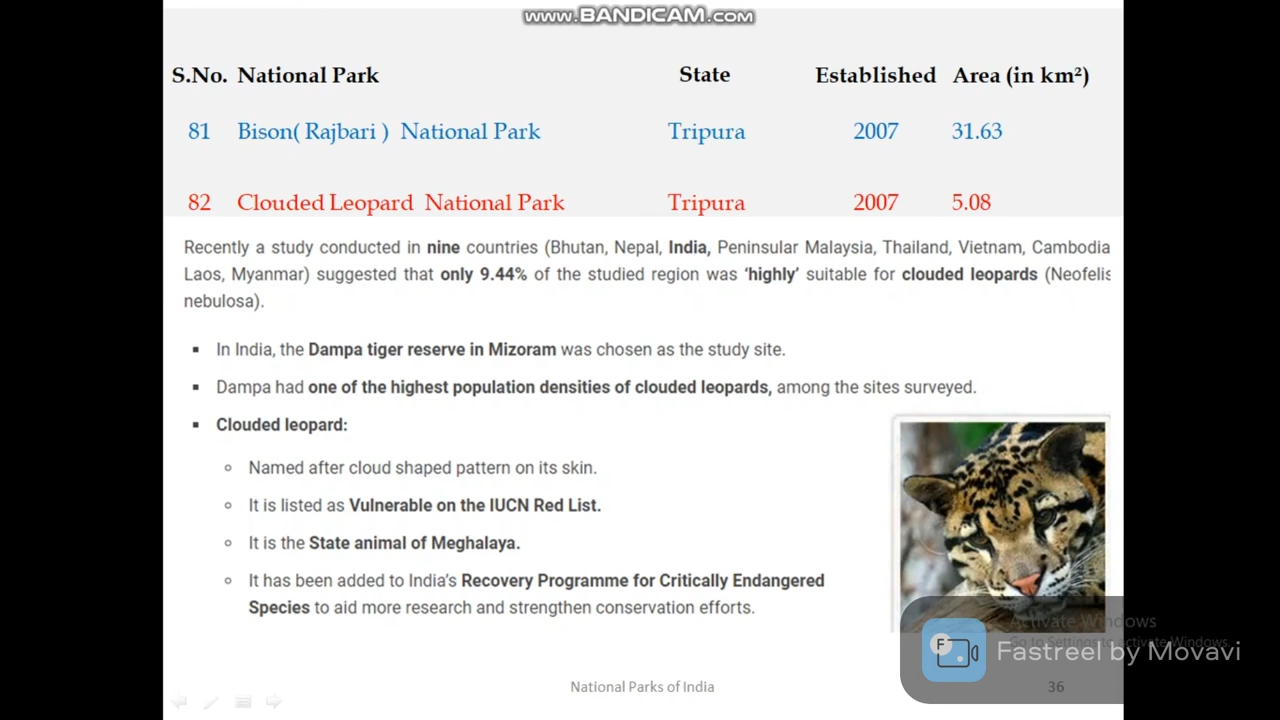 www.BANDICAM.com
S.No. National Park State Established Area (in km²)
81 Bison( Rajbari ) National Park Tripura 2007 31.63
82 Clouded Leopard National Park Tripura 2007 5.08
Recently a study conducted in nine countries (Bhutan, Nepal, India, Peninsular Malaysia, Thailand, Vietnam, Cambodia
Laos, Myanmar) suggested that only 9.44% of the studied region was ‘highly’ suitable for clouded leopards (Neofelis
nebulosa).
▪ In India, the Dampa tiger reserve in Mizoram was chosen as the study site.
▪ Dampa had one of the highest population densities of clouded leopards, among the sites surveyed.
▪ Clouded leopard:
○ Named after cloud shaped pattern on its skin.
○ It is listed as Vulnerable on the IUCN Red List.
○ It is the State animal of Meghalaya.
○ It has been added to India's Recovery Programme for Critically Endangered
Species to aid more research and strengthen conservation efforts.
Activate Windows
Go to Settings to activate Windows.
F Fastreel by Movavi
National Parks of India 36